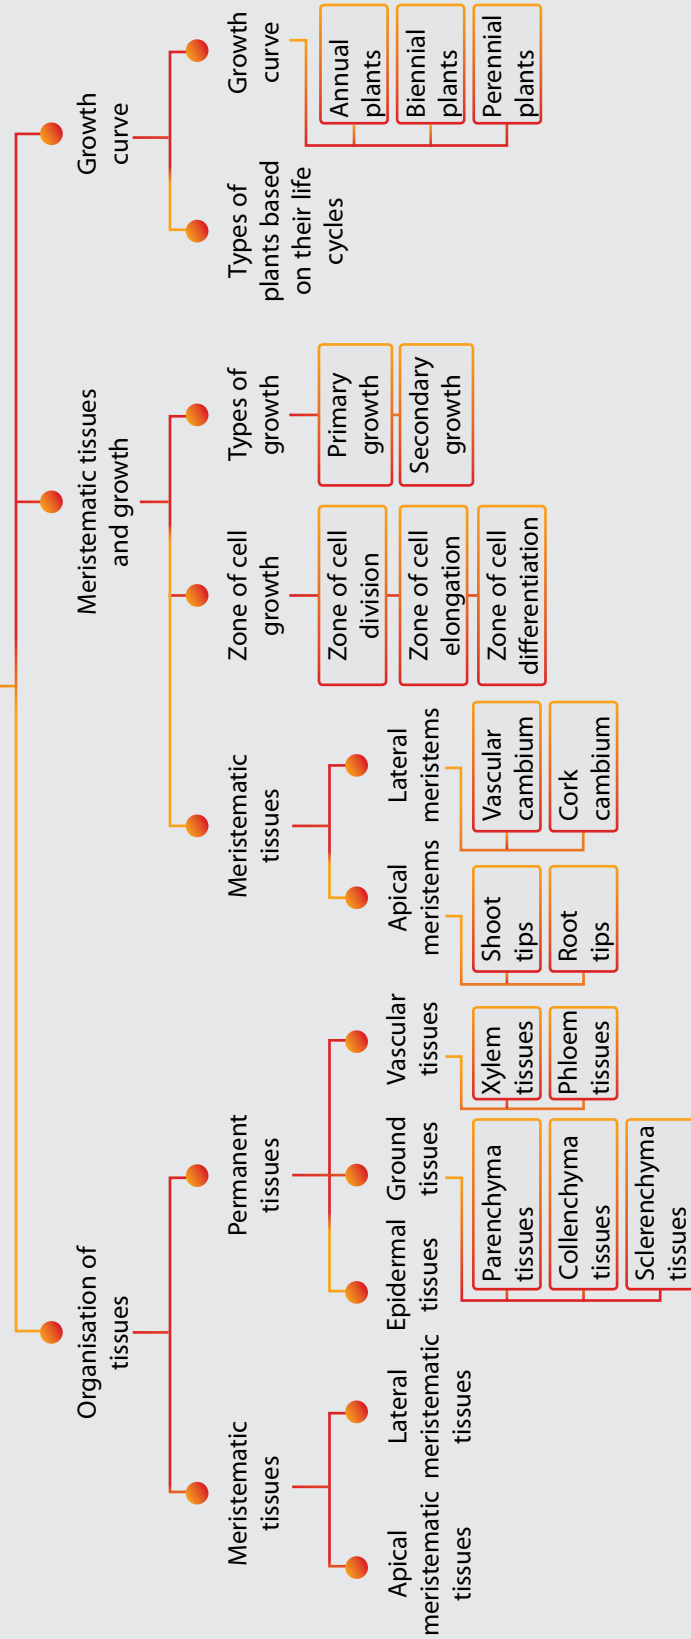 Organisation of
tissues
Meristematic
tissues
Apical
meristematic
tissues
Lateral
meristematic
tissues
Permanent
tissues
Epidermal
tissues
Ground
tissues
Parenchyma
tissues
Collenchyma
tissues
Sclerenchyma
tissues
Vascular
tissues
Xylem
tissues
Phloem
tissues
Meristematic tissues
and growth
Meristematic
tissues
Apical
meristems
Shoot
tips
Root
tips
Lateral
meristems
Vascular
cambium
Cork
cambium
Zone of cell
growth
Zone of cell
division
Zone of cell
elongation
Zone of cell
differentiation
Types of
growth
Primary
growth
Secondary
growth
Growth
curve
Types of
plants based
on their life
cycles
Growth
curve
Annual
plants
Biennial
plants
Perennial
plants